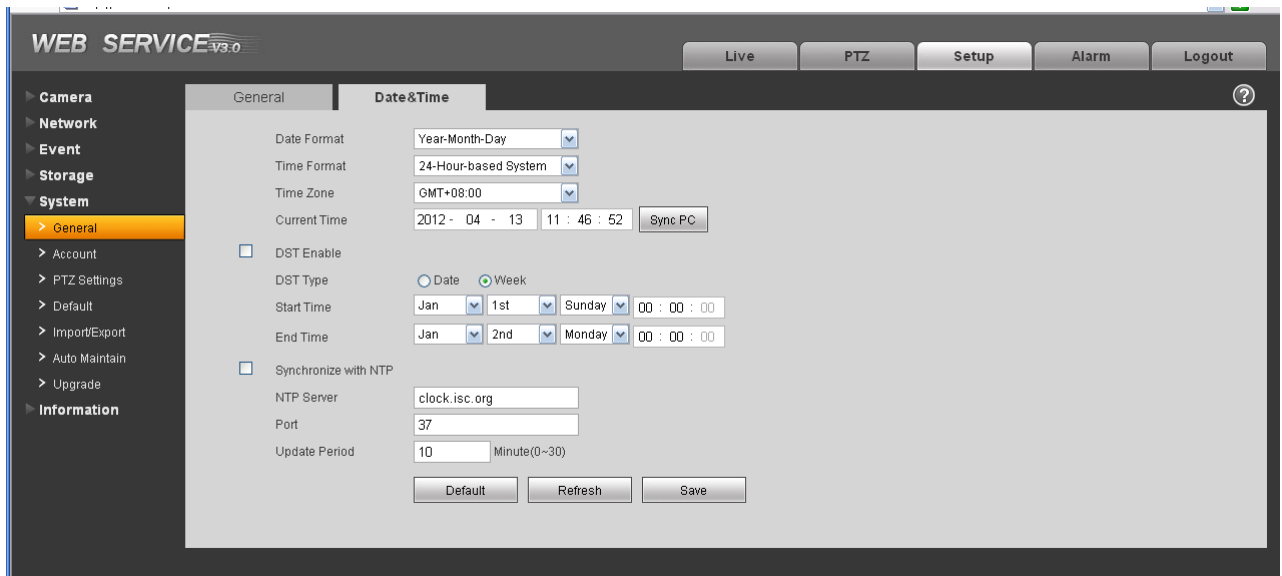 WEB SERVICE V3.0
Live PTZ Setup Alarm Logout
Camera
Network
Event
Storage
System
> General
> Account
> PTZ Settings
> Default
> Import/Export
> Auto Maintain
> Upgrade
Information
General Date&Time ?
Date Format Year-Month-Day
Time Format 24-Hour-based System
Time Zone GMT+08:00
Current Time 2012 - 04 - 13 11 : 46 : 52 Sync PC
DST Enable
DST Type Date Week
Start Time Jan 1st Sunday 00 : 00 : 00
End Time Jan 2nd Monday 00 : 00 : 00
Synchronize with NTP
NTP Server clock.isc.org
Port 37
Update Period 10 Minute(0~30)
Default Refresh Save